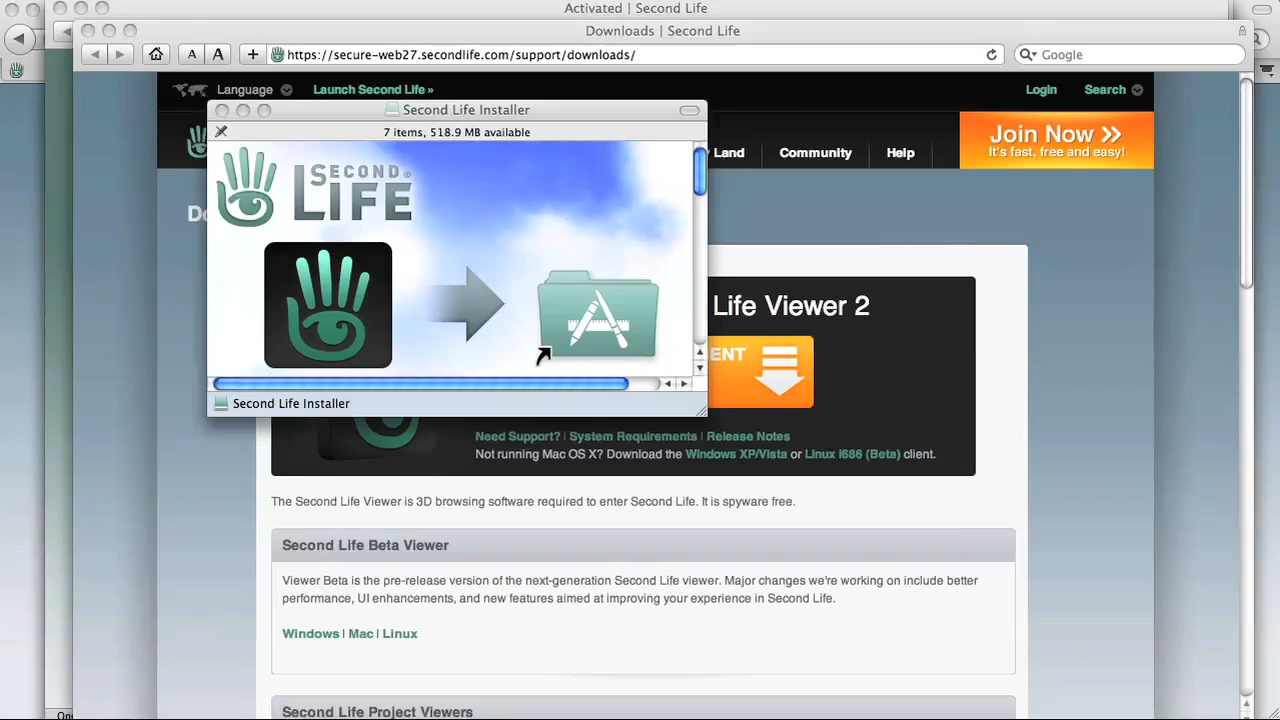 Activated | Second Life
Downloads | Second Life
A A + https://secure-web27.secondlife.com/support/downloads/ Google
Language Launch Second Life » Login Search
Second Life Installer
7 items, 518.9 MB available
SECOND®
LIFE
Land Community Help
Join Now
It's fast, free and easy!
Life Viewer 2
ENT
Second Life Installer
Need Support? | System Requirements | Release Notes
Not running Mac OS X? Download the Windows XP/Vista or Linux i686 (Beta) client.
The Second Life Viewer is 3D browsing software required to enter Second Life. It is spyware free.
Second Life Beta Viewer
Viewer Beta is the pre-release version of the next-generation Second Life viewer. Major changes we're working on include better
performance, UI enhancements, and new features aimed at improving your experience in Second Life.
Windows | Mac | Linux
Second Life Project Viewers